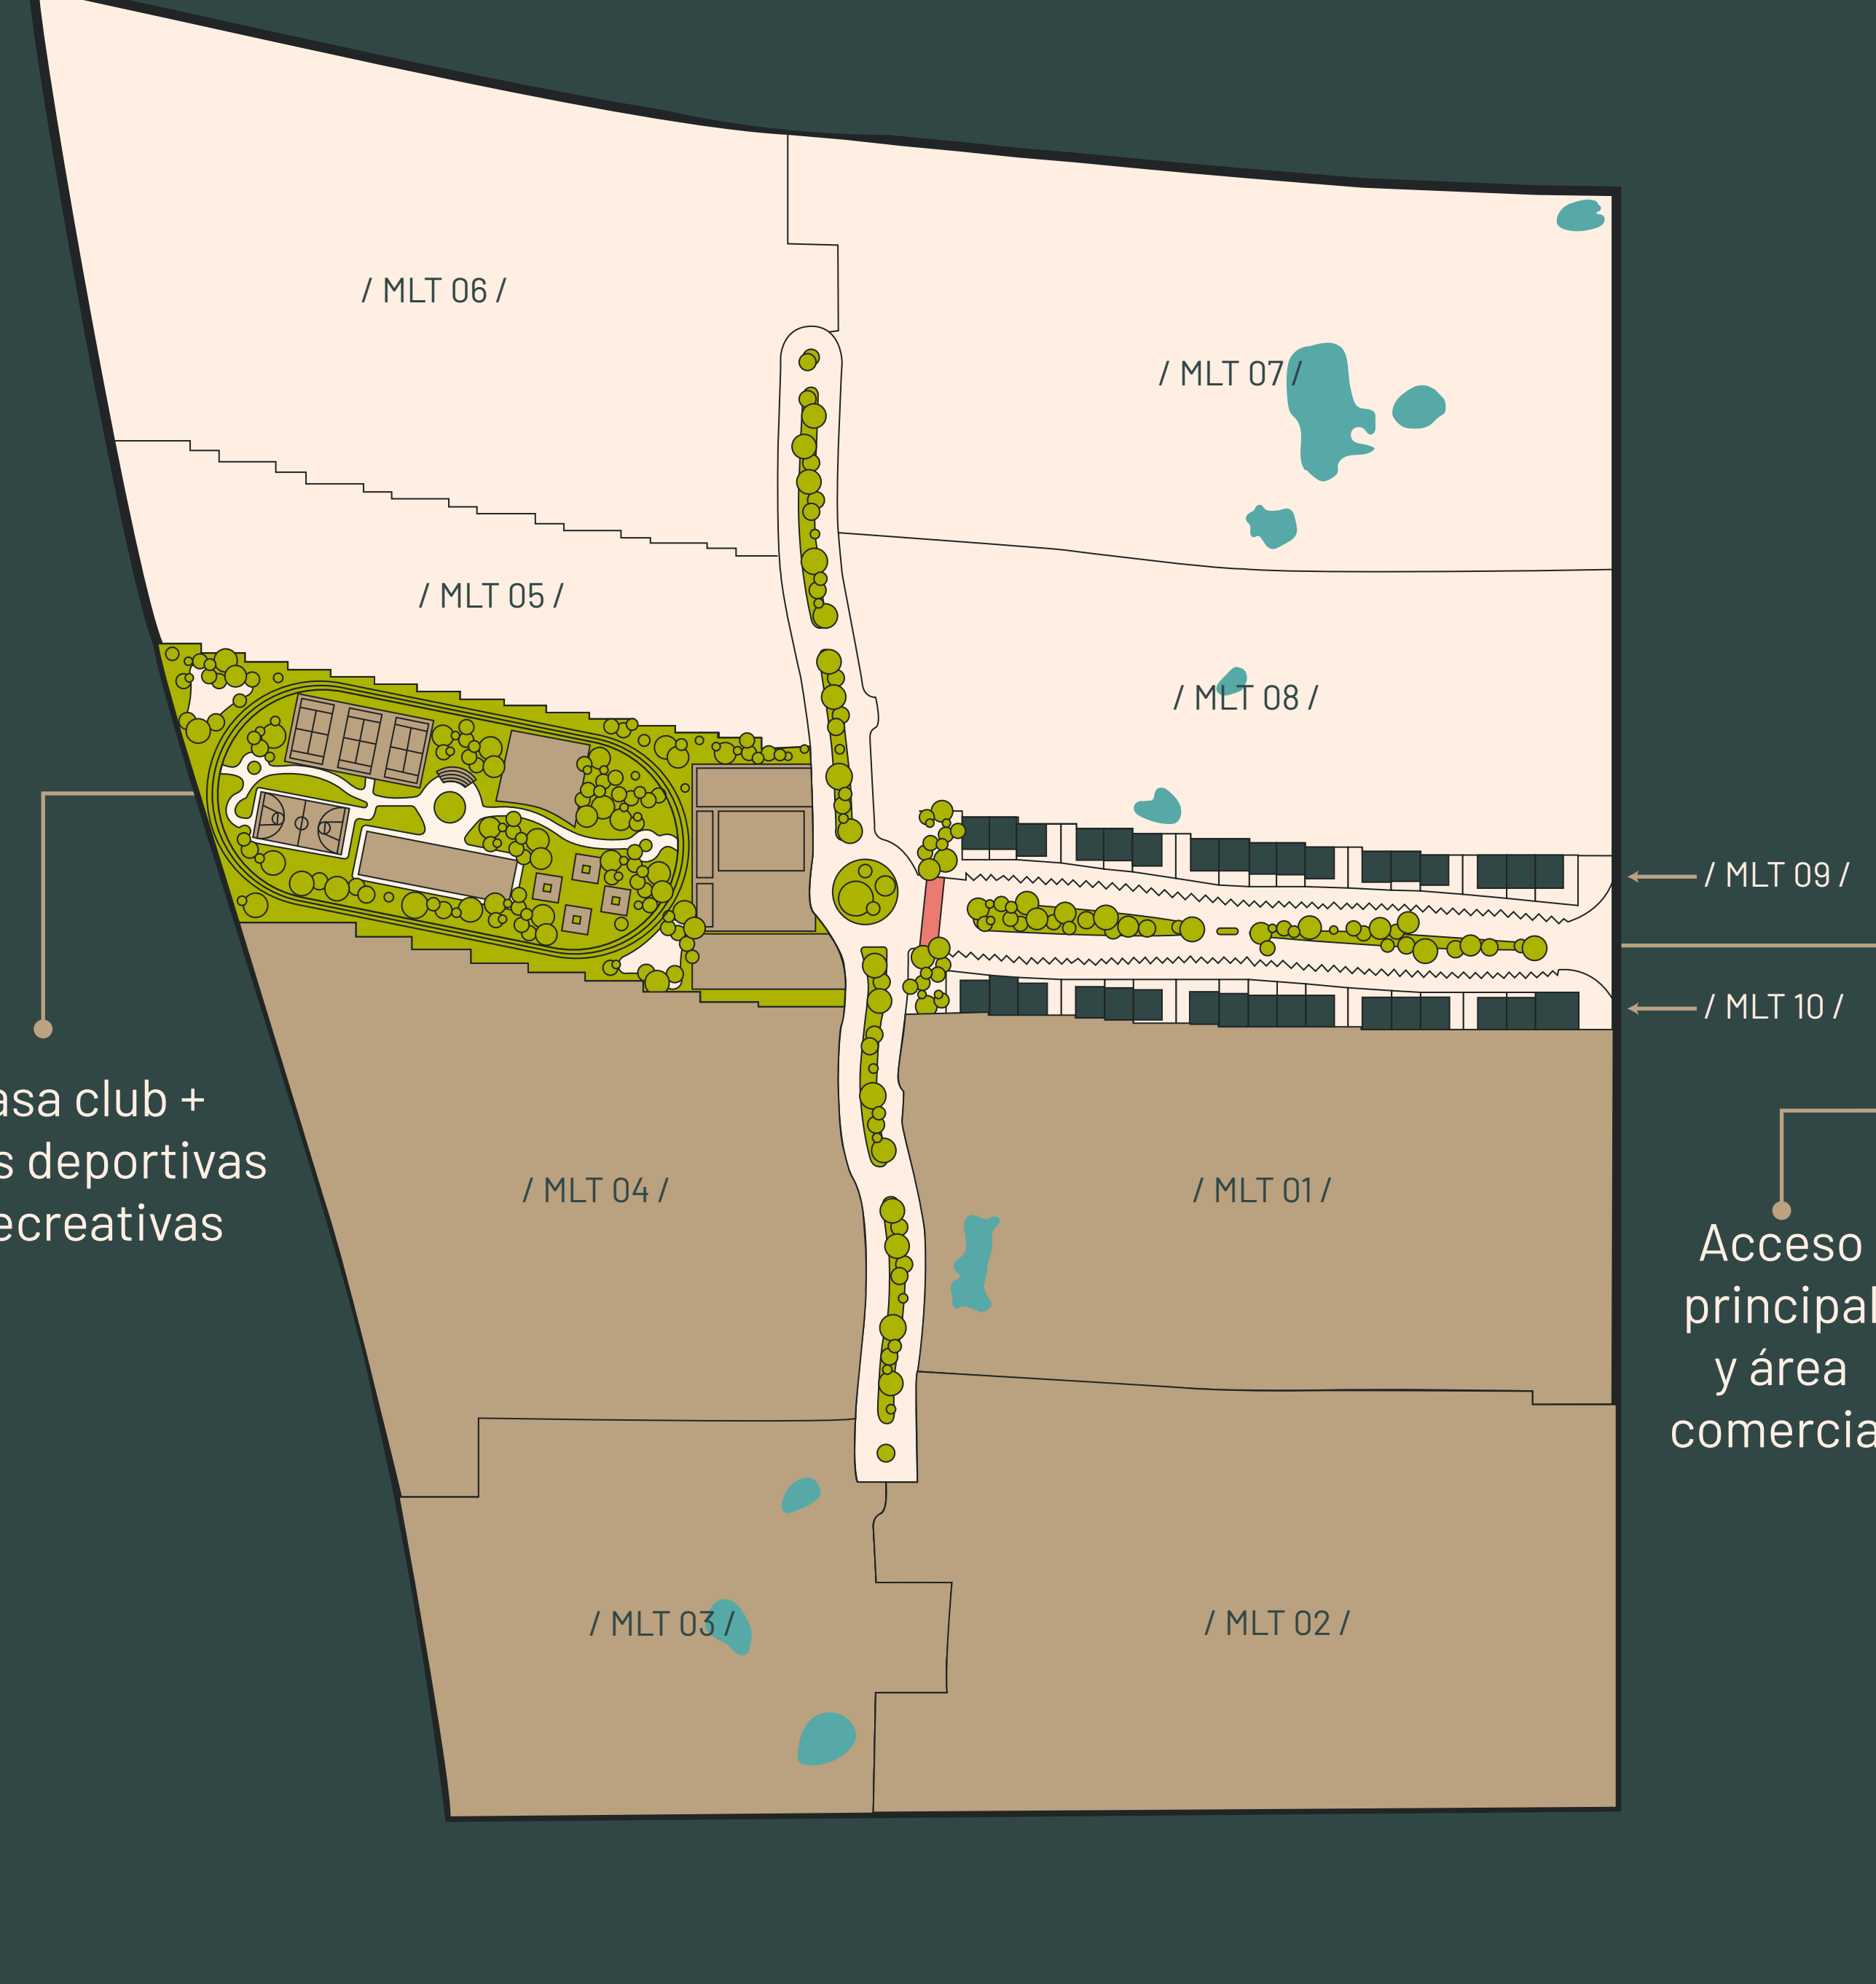 / MLT 06 /
/ MLT 07 /
/ MLT 05 /
/ MLT 08 /
/ MLT 09 /
/ MLT 10 /
asa club +
s deportivas
ecreativas
/ MLT 04 /
/ MLT 01 /
Acceso
principal
y área
comercia
/ MLT 03 /
/ MLT 02 /